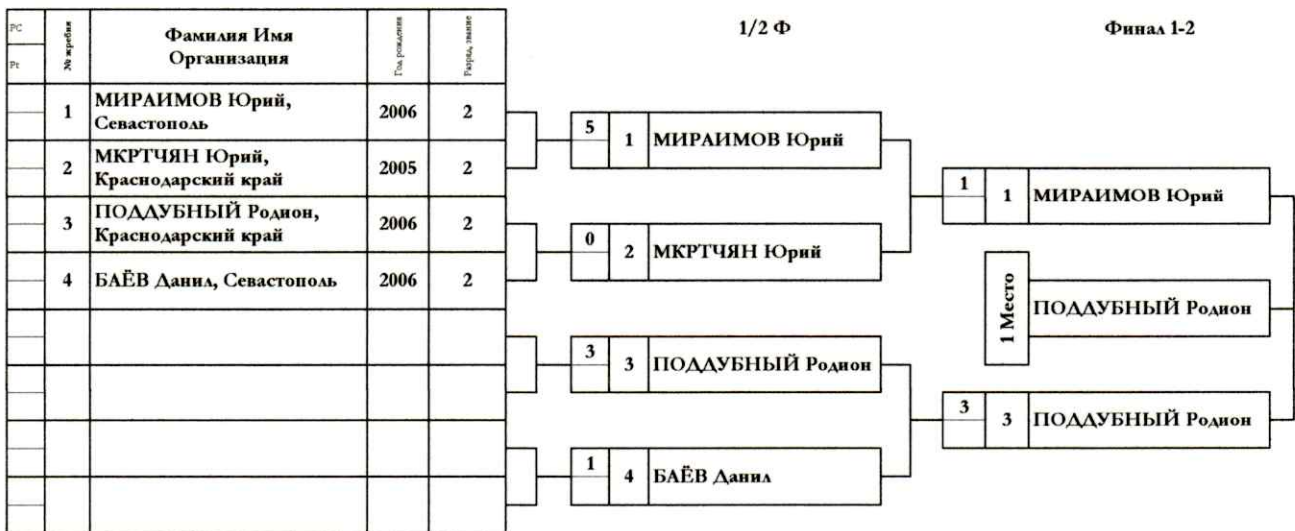 РС
Рг
№ жребия
Фамилия Имя
Организация
Год рождения
Разряд, звание
1/2 Ф
Финал 1-2
1
МИРАИМОВ Юрий,
Севастополь
2006
2
2
МКРТЧЯН Юрий,
Краснодарский край
2005
2
3
ПОДДУБНЫЙ Родион,
Краснодарский край
2006
2
4
БАЁВ Данил, Севастополь
2006
2
5
1
МИРАИМОВ Юрий
0
2
МКРТЧЯН Юрий
3
3
ПОДДУБНЫЙ Родион
1
4
БАЁВ Данил
1
1
МИРАИМОВ Юрий
1 Место
ПОДДУБНЫЙ Родион
3
3
ПОДДУБНЫЙ Родион